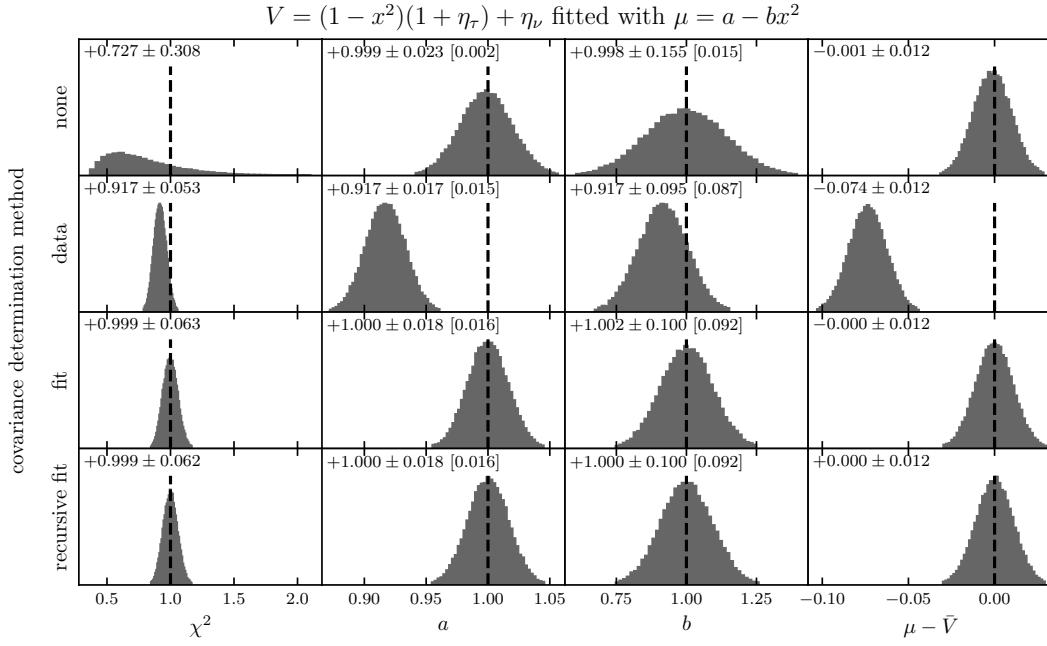 V = (1 − x²)(1 + η_τ) + η_ν fitted with μ = a − bx²
covariance determination method
none
+0.727 ± 0.308
+0.999 ± 0.023 [0.002]
+0.998 ± 0.155 [0.015]
−0.001 ± 0.012
data
+0.917 ± 0.053
+0.917 ± 0.017 [0.015]
+0.917 ± 0.095 [0.087]
−0.074 ± 0.012
fit
+0.999 ± 0.063
+1.000 ± 0.018 [0.016]
+1.002 ± 0.100 [0.092]
−0.000 ± 0.012
recursive fit
+0.999 ± 0.062
+1.000 ± 0.018 [0.016]
+1.000 ± 0.100 [0.092]
+0.000 ± 0.012
0.5 1.0 1.5 2.0
0.90 0.95 1.00 1.05
0.75 1.00 1.25
−0.10 −0.05 0.00
χ²
a
b
μ − V̄